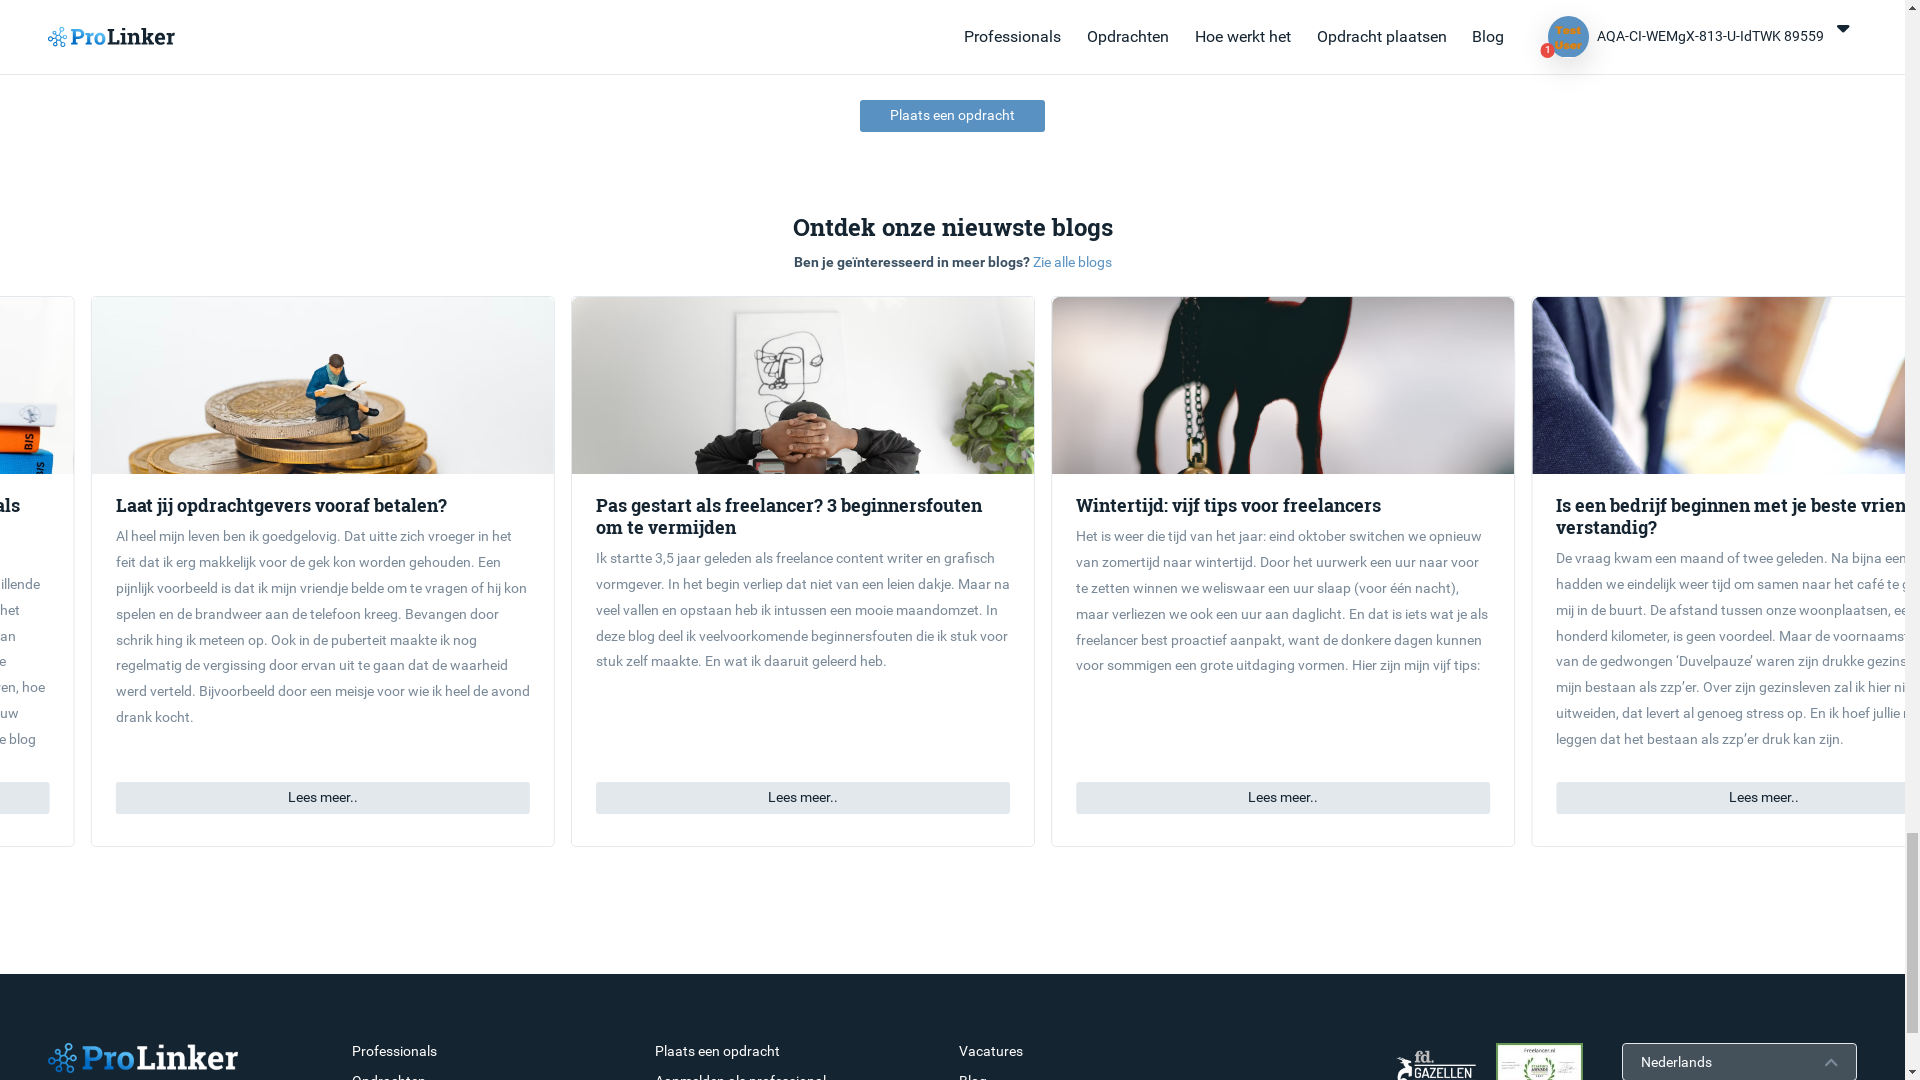 ProLinker
Professionals
Opdrachten
Hoe werkt het
Opdracht plaatsen
Blog
Test
User
1
AQA-CI-WEMgX-813-U-IdTWK 89559
Plaats een opdracht
Ontdek onze nieuwste blogs
Ben je geïnteresseerd in meer blogs? Zie alle blogs
als
illende
het
an
e
en, hoe
uw
e blog
Laat jij opdrachtgevers vooraf betalen?
Al heel mijn leven ben ik goedgelovig. Dat uitte zich vroeger in het
feit dat ik erg makkelijk voor de gek kon worden gehouden. Een
pijnlijk voorbeeld is dat ik mijn vriendje belde om te vragen of hij kon
spelen en de brandweer aan de telefoon kreeg. Bevangen door
schrik hing ik meteen op. Ook in de puberteit maakte ik nog
regelmatig de vergissing door ervan uit te gaan dat de waarheid
werd verteld. Bijvoorbeeld door een meisje voor wie ik heel de avond
drank kocht.
Lees meer..
Pas gestart als freelancer? 3 beginnersfouten
om te vermijden
Ik startte 3,5 jaar geleden als freelance content writer en grafisch
vormgever. In het begin verliep dat niet van een leien dakje. Maar na
veel vallen en opstaan heb ik intussen een mooie maandomzet. In
deze blog deel ik veelvoorkomende beginnersfouten die ik stuk voor
stuk zelf maakte. En wat ik daaruit geleerd heb.
Lees meer..
Wintertijd: vijf tips voor freelancers
Het is weer die tijd van het jaar: eind oktober switchen we opnieuw
van zomertijd naar wintertijd. Door het uurwerk een uur naar voor
te zetten winnen we weliswaar een uur slaap (voor één nacht),
maar verliezen we ook een uur aan daglicht. En dat is iets wat je als
freelancer best proactief aanpakt, want de donkere dagen kunnen
voor sommigen een grote uitdaging vormen. Hier zijn mijn vijf tips:
Lees meer..
Is een bedrijf beginnen met je beste vrien
verstandig?
De vraag kwam een maand of twee geleden. Na bijna een
hadden we eindelijk weer tijd om samen naar het café te g
mij in de buurt. De afstand tussen onze woonplaatsen, ee
honderd kilometer, is geen voordeel. Maar de voornaamst
van de gedwongen ‘Duvelpauze’ waren zijn drukke gezins
mijn bestaan als zzp’er. Over zijn gezinsleven zal ik hier ni
uitweiden, dat levert al genoeg stress op. En ik hoef jullie
leggen dat het bestaan als zzp’er druk kan zijn.
Lees meer..
ProLinker
Professionals
Opdrachten
Plaats een opdracht
Aanmelden als professional
Vacatures
Blog
fd.
GAZELLEN
Freelancer.nl
Nederlands